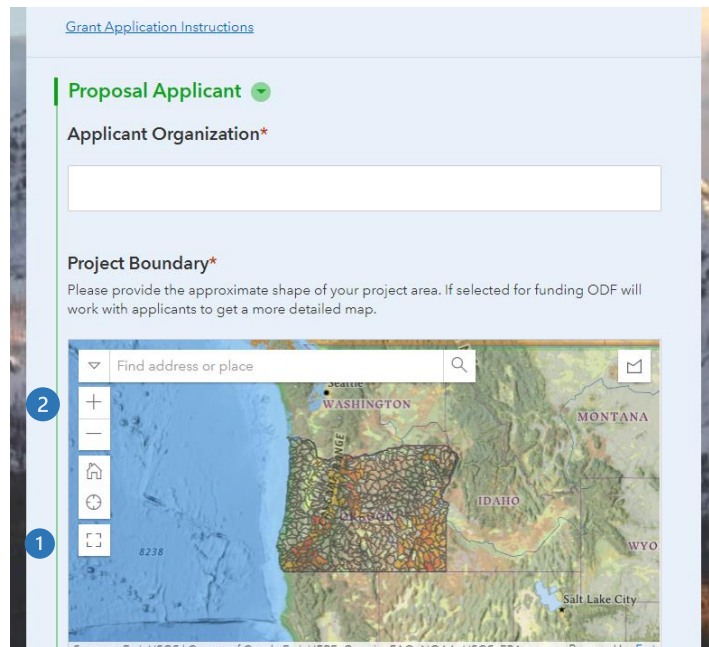 Grant Application Instructions
Proposal Applicant
Applicant Organization*
Project Boundary*
Please provide the approximate shape of your project area. If selected for funding ODF will
work with applicants to get a more detailed map.
Find address or place
Seattle
2
WASHINGTON
MONTANA
RANGE
IDAHO
OREGON
1
8238
WYO
Salt Lake City